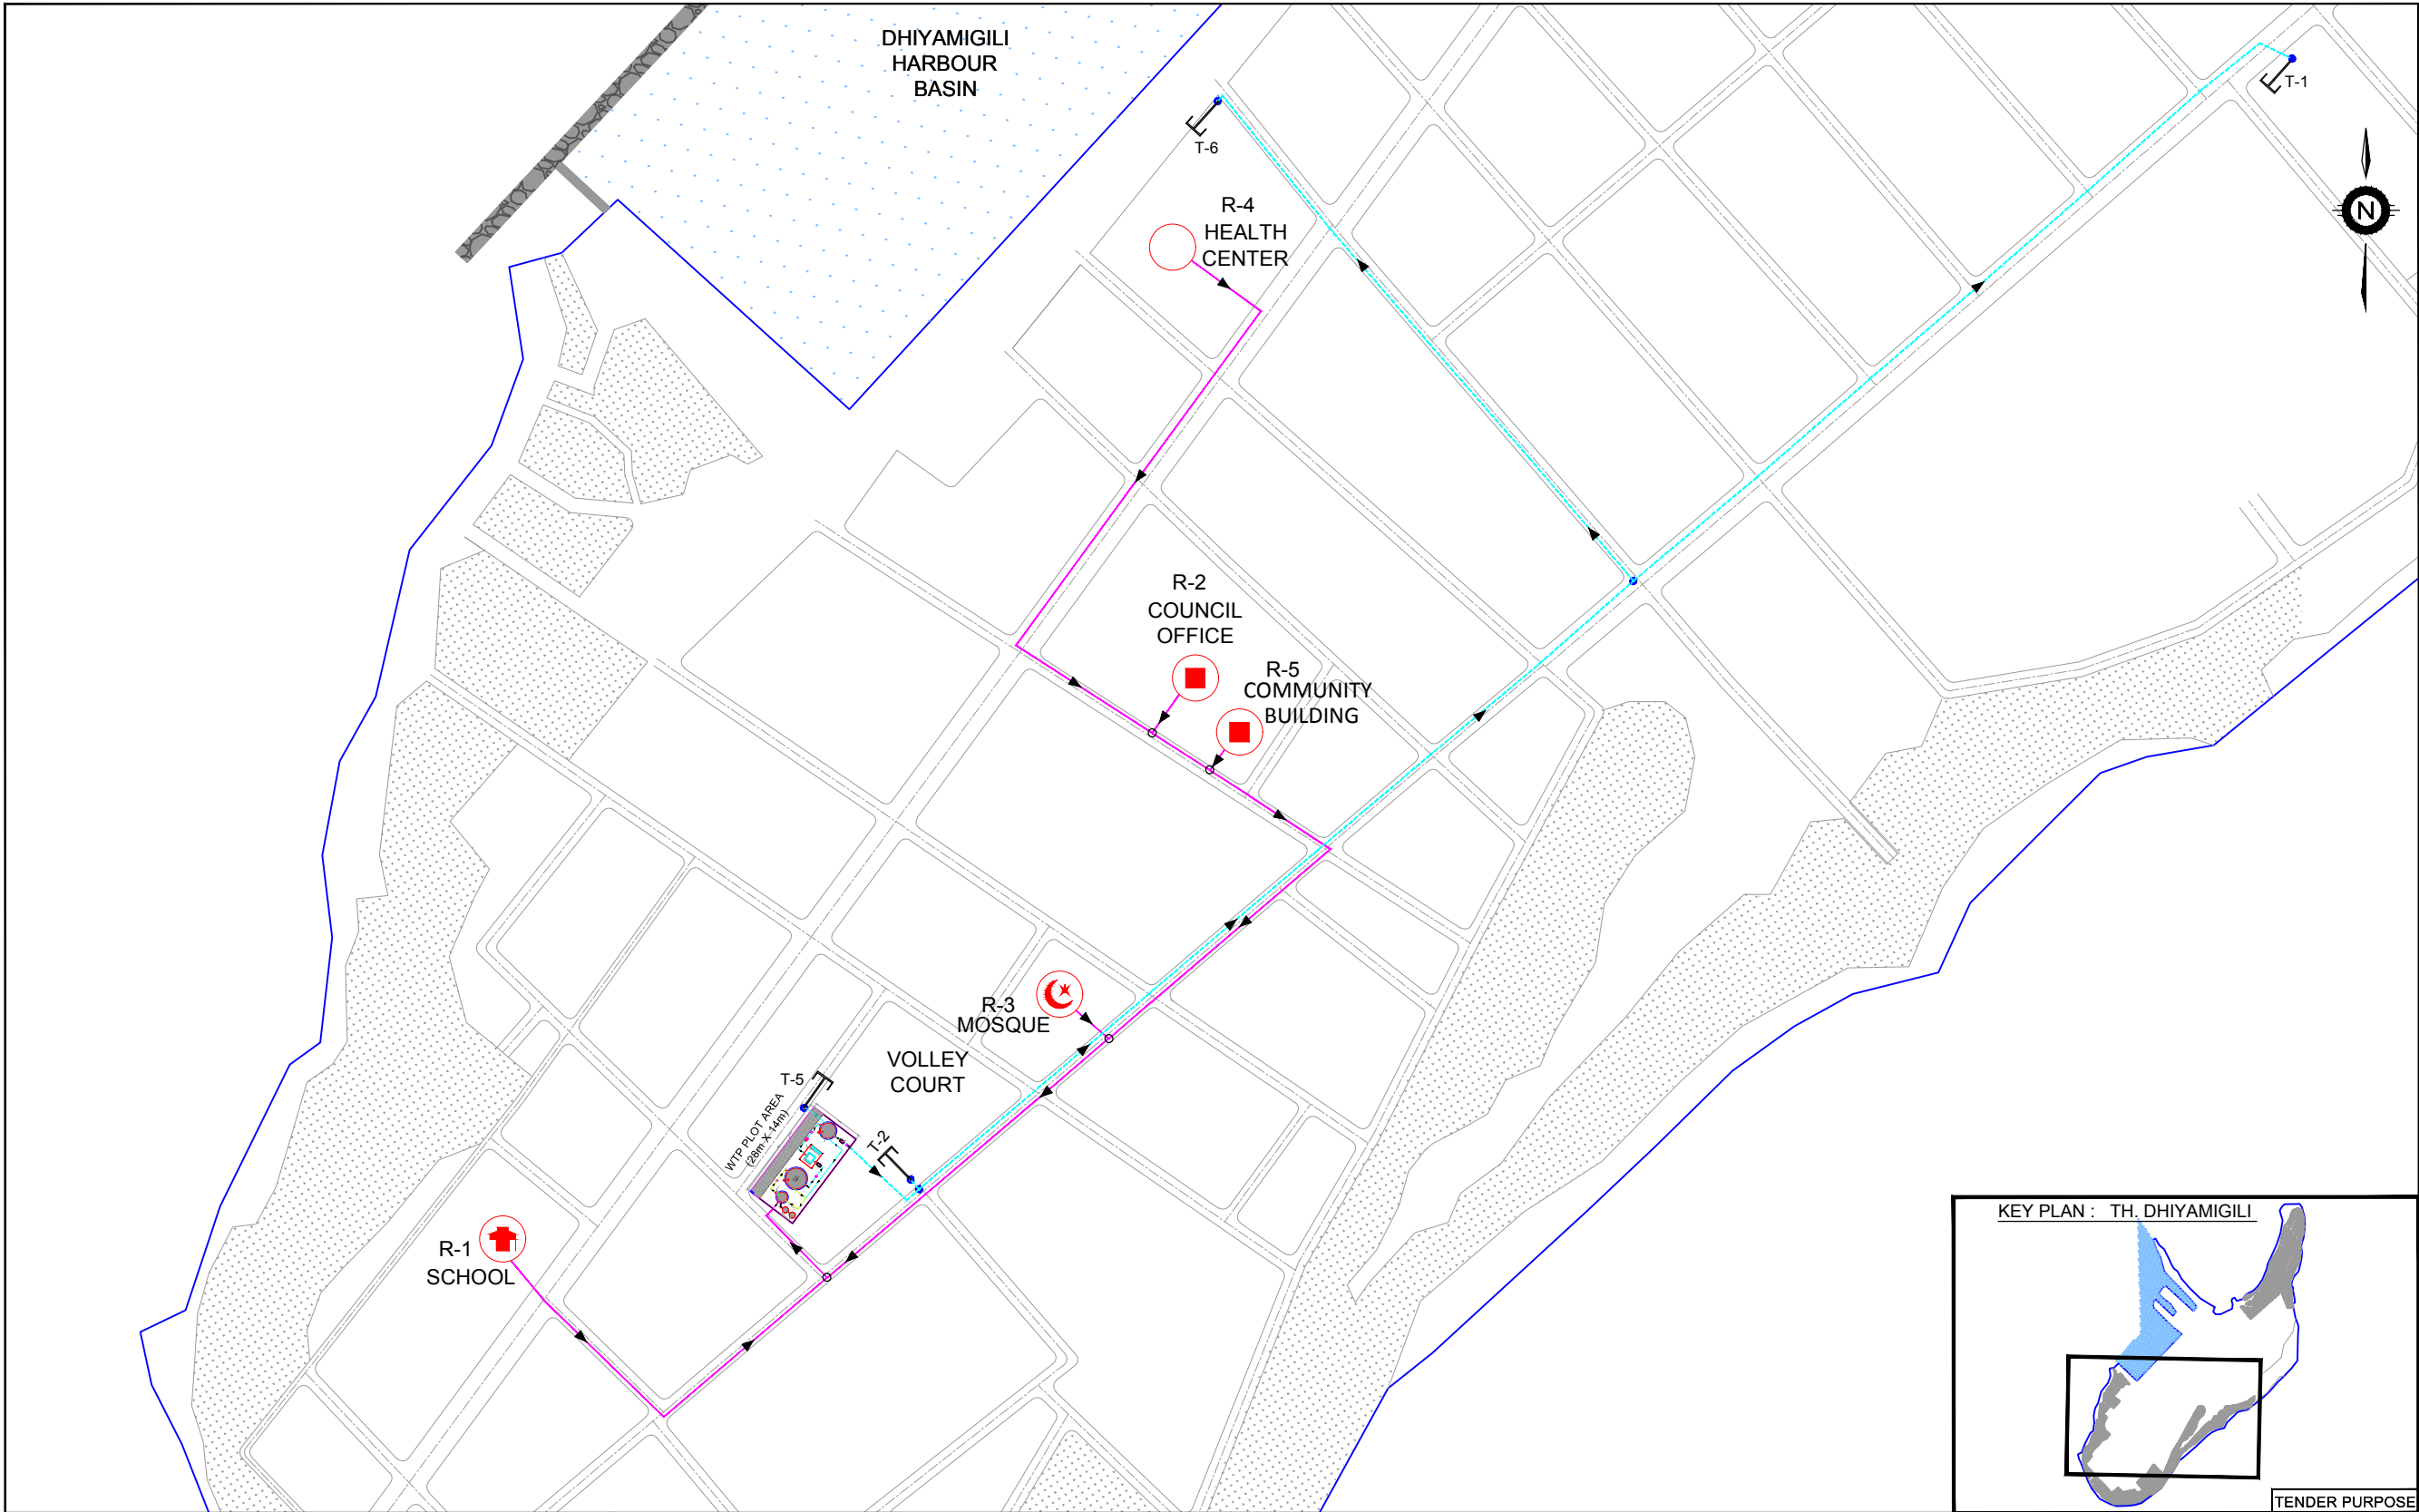 DHIYAMIGILI
HARBOUR
BASIN
T-1
T-6
N
R-4
HEALTH
CENTER
R-2
COUNCIL
OFFICE
R-5
COMMUNITY
BUILDING
R-3
MOSQUE
VOLLEY
COURT
T-5
WTP PLOT AREA
(28m X 14m)
T-2
R-1
SCHOOL
KEY PLAN : TH. DHIYAMIGILI
TENDER PURPOSE